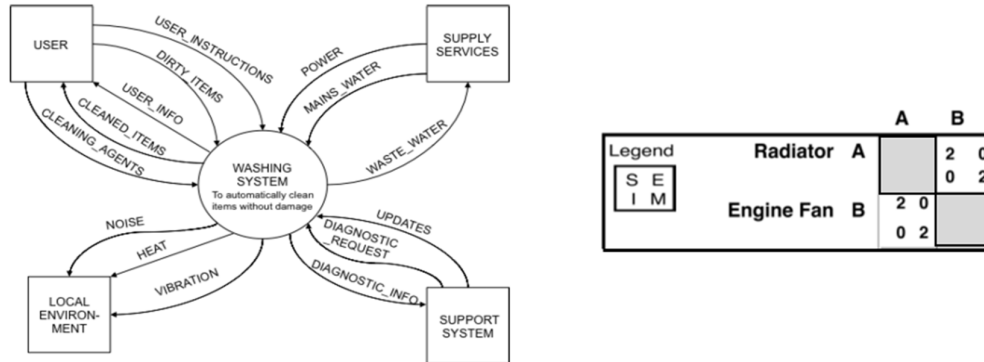 USER
USER_INSTRUCTIONS
DIRTY_ITEMS
USER_INFO
CLEANED_ITEMS
CLEANING_AGENTS
SUPPLY
SERVICES
POWER
MAINS_WATER
WASTE_WATER
WASHING
SYSTEM
To automatically clean
items without damage
NOISE
HEAT
VIBRATION
LOCAL
ENVIRON-
MENT
UPDATES
DIAGNOSTIC
_REQUEST
DIAGNOSTIC_INFO
SUPPORT
SYSTEM
A B
Legend
S E
I M
Radiator A
2 0
0 2
Engine Fan B
2 0
0 2